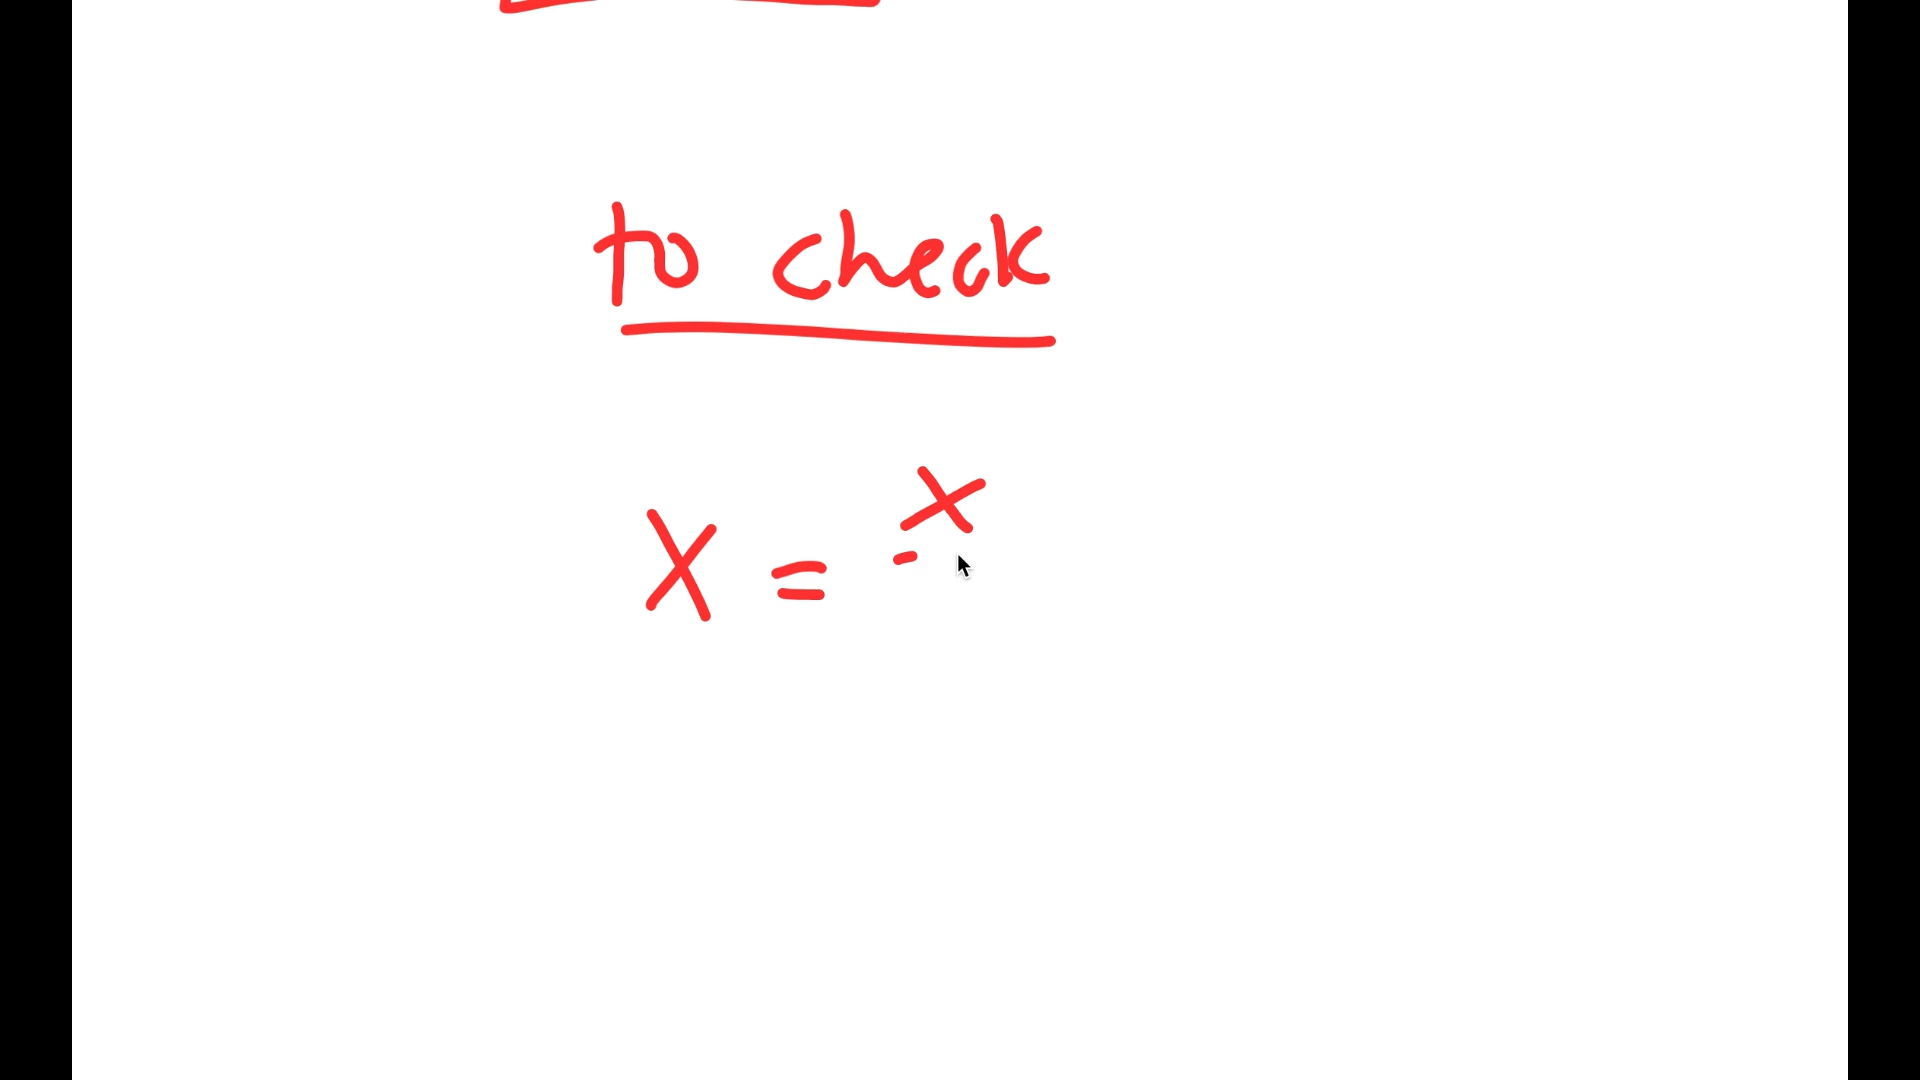 to check
X = x
-